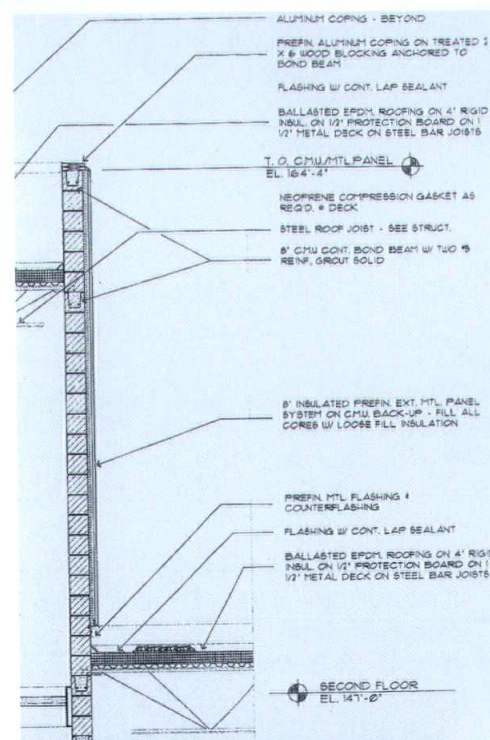 ALUMINUM COPING - BEYOND
PREFIN. ALUMINUM COPING ON TREATED 2
X 6 WOOD BLOCKING ANCHORED TO
BOND BEAM
FLASHING W/ CONT. LAP SEALANT
BALLASTED EPDM. ROOFING ON 4" RIGID
INSUL. ON 1/2" PROTECTION BOARD ON 1
1/2" METAL DECK ON STEEL BAR JOISTS
T. O. C.M.U./MTL.PANEL
EL. 164'-4"
NEOPRENE COMPRESSION GASKET AS
REQ'D. @ DECK
STEEL ROOF JOIST - SEE STRUCT.
8" C.M.U CONT. BOND BEAM W/ TWO #5
REINF. GROUT SOLID
8" INSULATED PREFIN. EXT. MTL. PANEL
SYSTEM ON C.M.U. BACK-UP - FILL ALL
CORES W/ LOOSE FILL INSULATION
PREFIN. MTL. FLASHING &
COUNTERFLASHING
FLASHING W/ CONT. LAP SEALANT
BALLASTED EPDM. ROOFING ON 4" RIGID
INSUL. ON 1/2" PROTECTION BOARD ON 1
1/2" METAL DECK ON STEEL BAR JOISTS
SECOND FLOOR
EL. 147'-0"